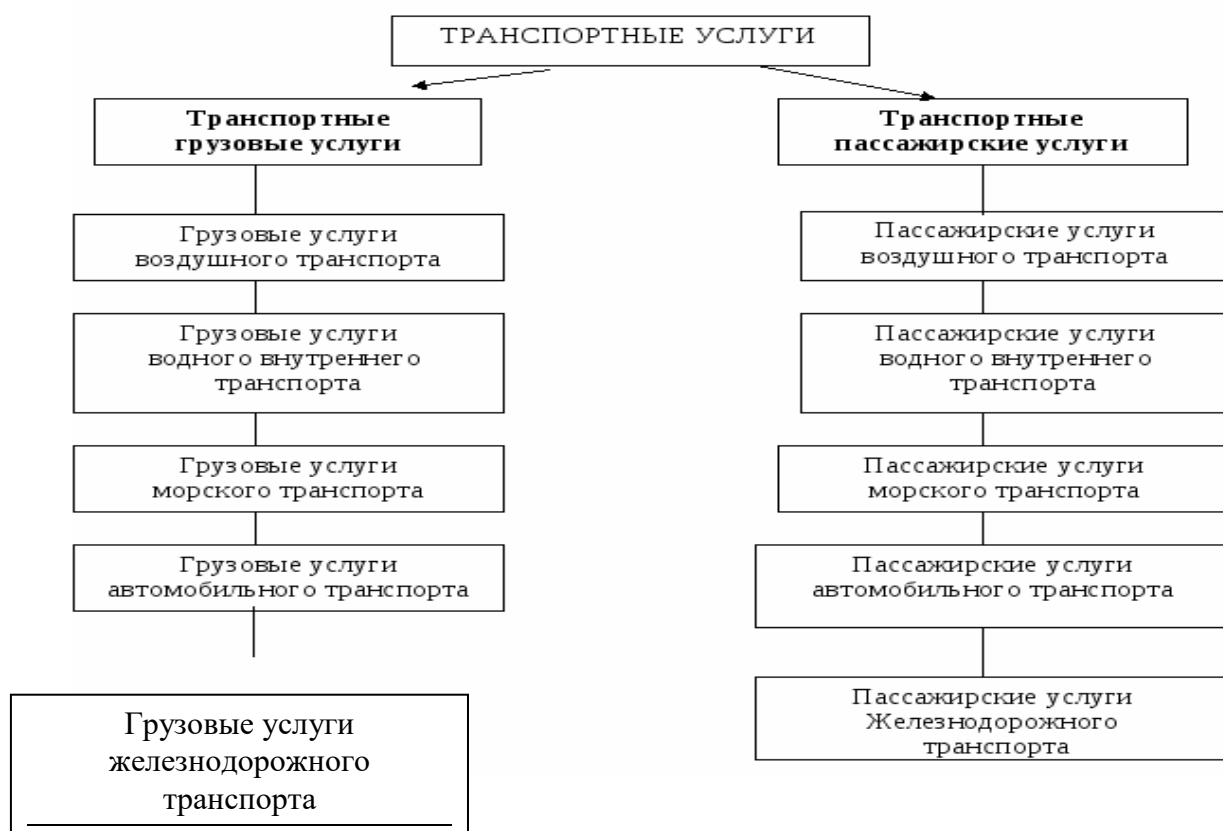 ТРАНСПОРТНЫЕ УСЛУГИ
Транспортные
грузовые услуги
Грузовые услуги
воздушного транспорта
Грузовые услуги
водного внутреннего
транспорта
Грузовые услуги
морского транспорта
Грузовые услуги
автомобильного транспорта
Грузовые услуги
железнодорожного
транспорта
Транспортные
пассажирские услуги
Пассажирские услуги
воздушного транспорта
Пассажирские услуги
водного внутреннего
транспорта
Пассажирские услуги
морского транспорта
Пассажирские услуги
автомобильного транспорта
Пассажирские услуги
Железнодорожного
транспорта